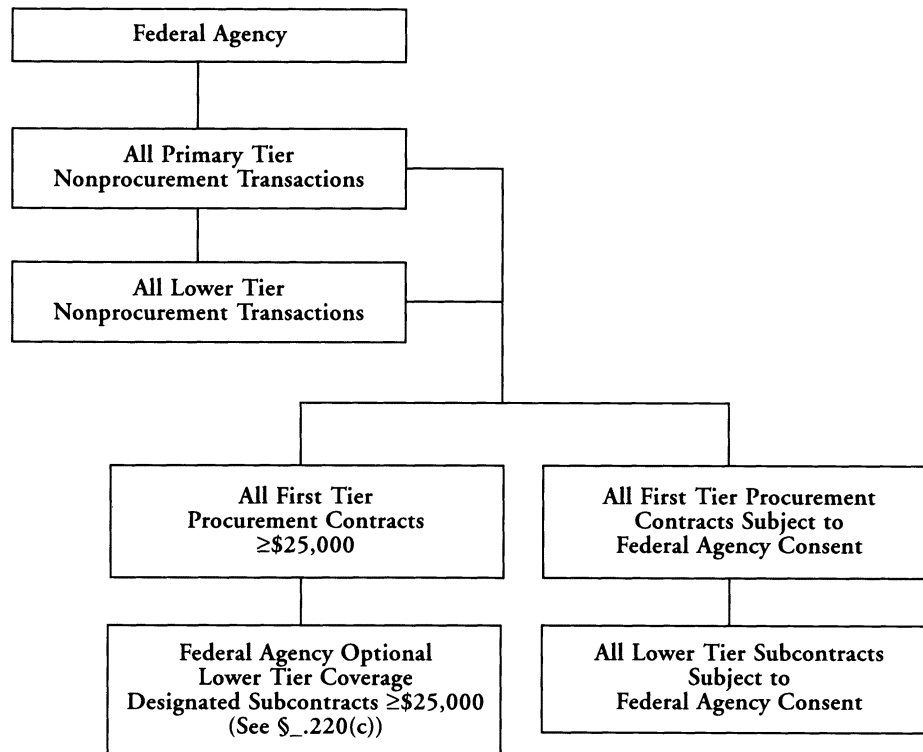 Federal Agency
All Primary Tier
Nonprocurement Transactions
All Lower Tier
Nonprocurement Transactions
All First Tier
Procurement Contracts
≥$25,000
All First Tier Procurement
Contracts Subject to
Federal Agency Consent
Federal Agency Optional
Lower Tier Coverage
Designated Subcontracts ≥$25,000
(See §_.220(c))
All Lower Tier Subcontracts
Subject to
Federal Agency Consent